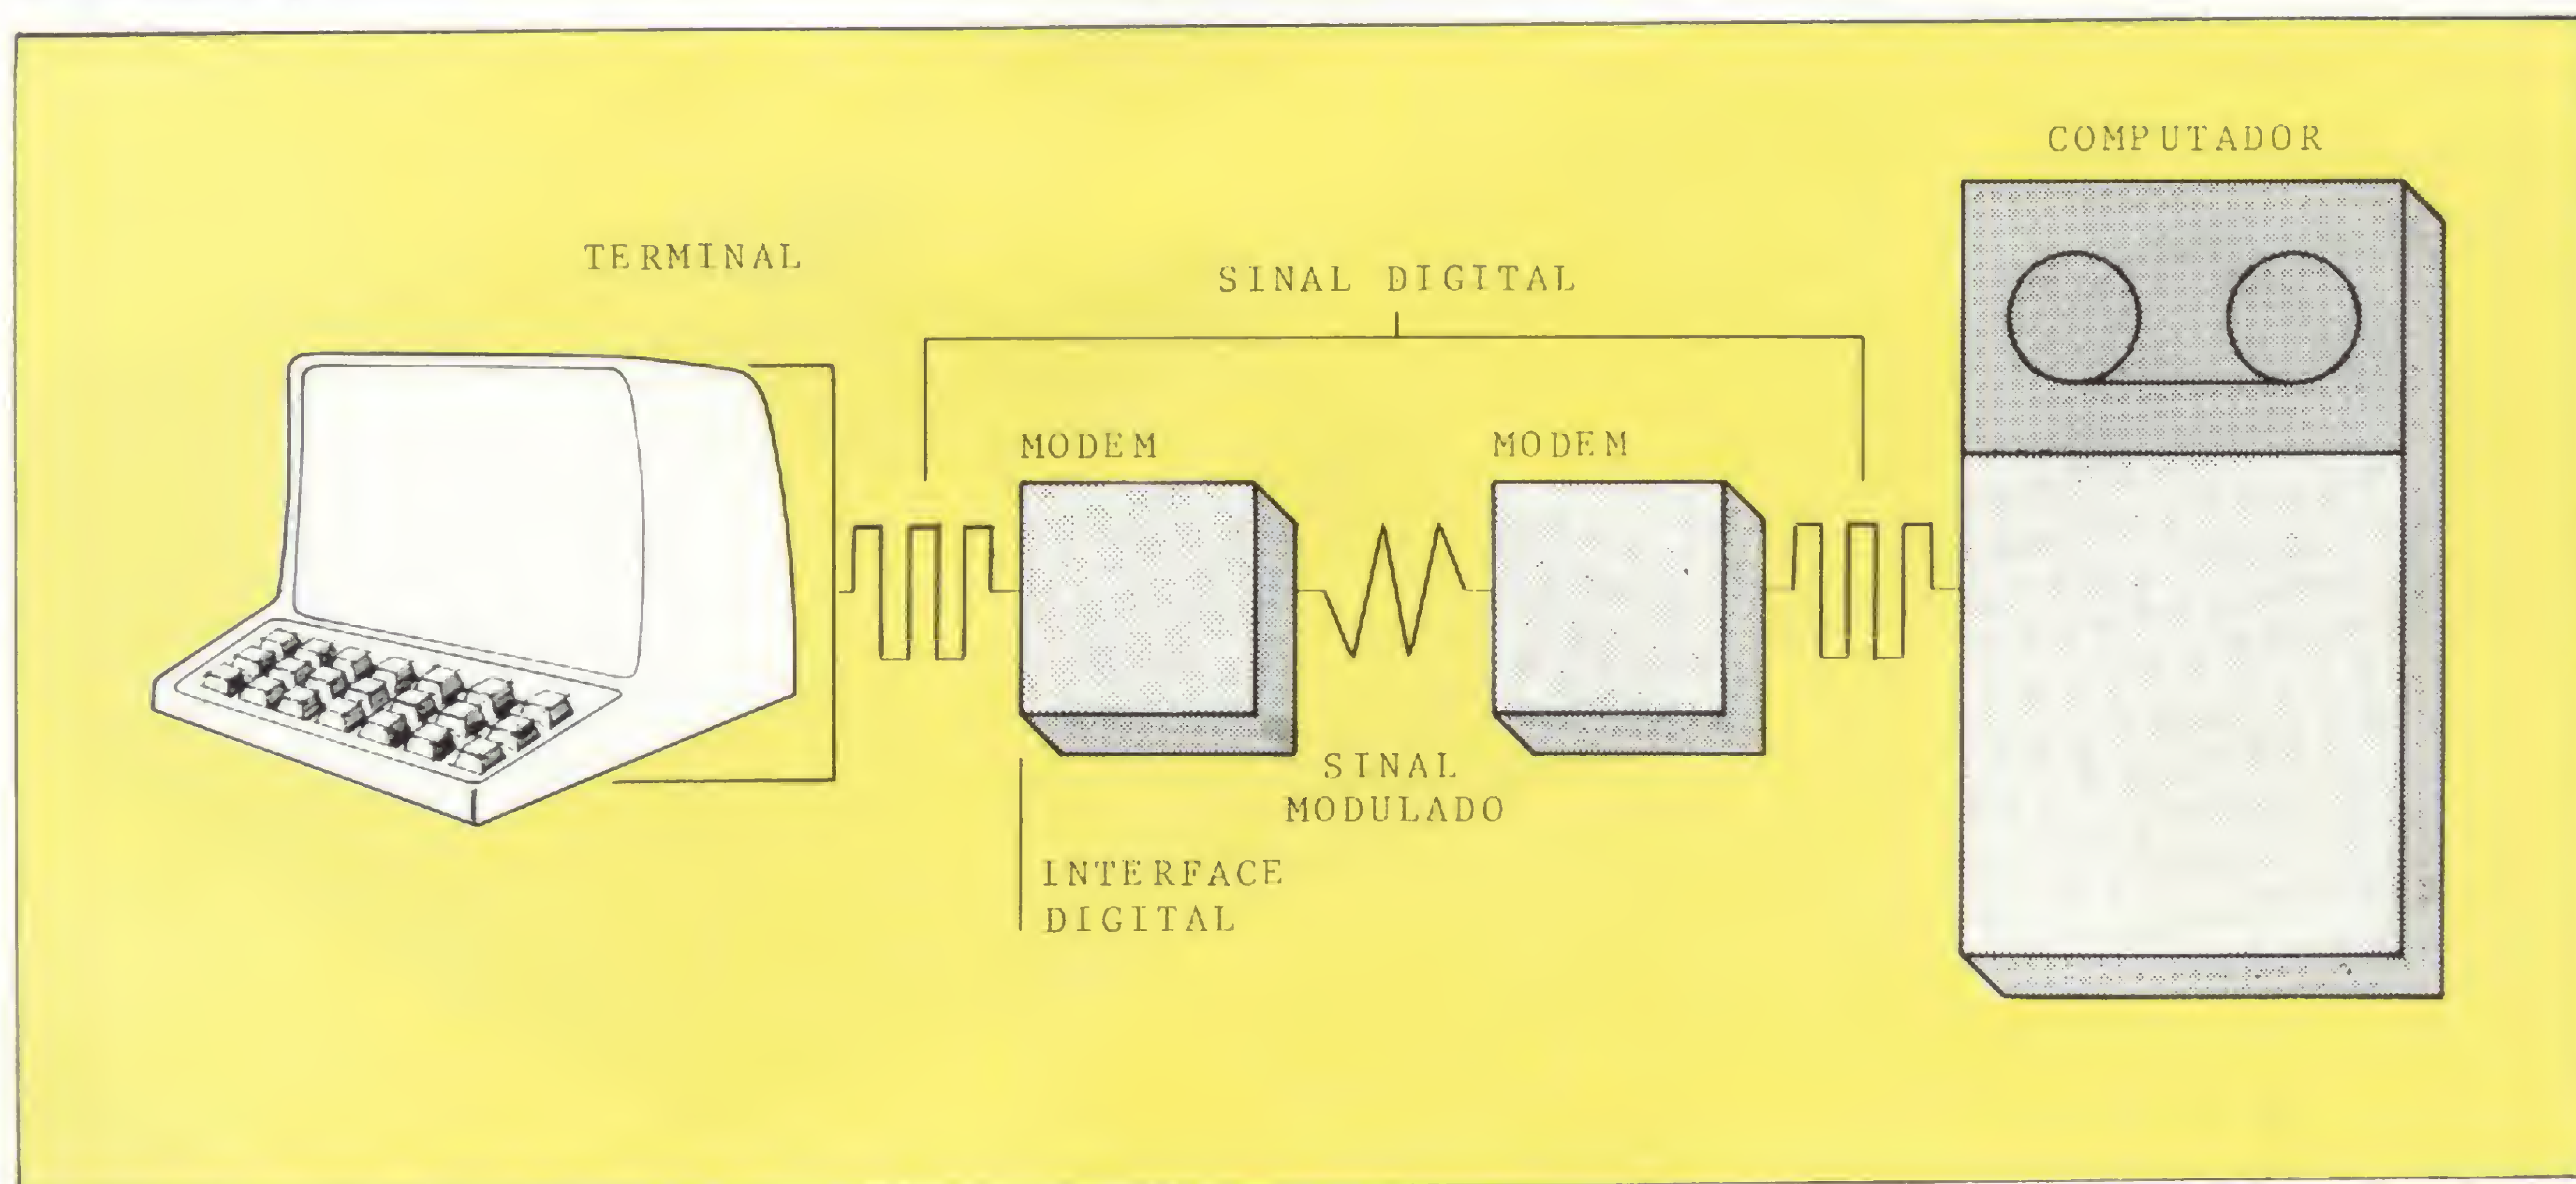 COMPUTADOR
TERMINAL
SINAL DIGITAL
MODEM
MODEM
SINAL
MODULADO
INTERFACE
DIGITAL